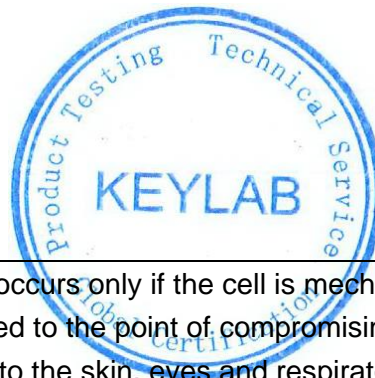 Product Testing Technical Service
KEYLAB
Global Certification
occurs only if the cell is mech
ed to the point of compromisin
to the skin, eyes and respirat